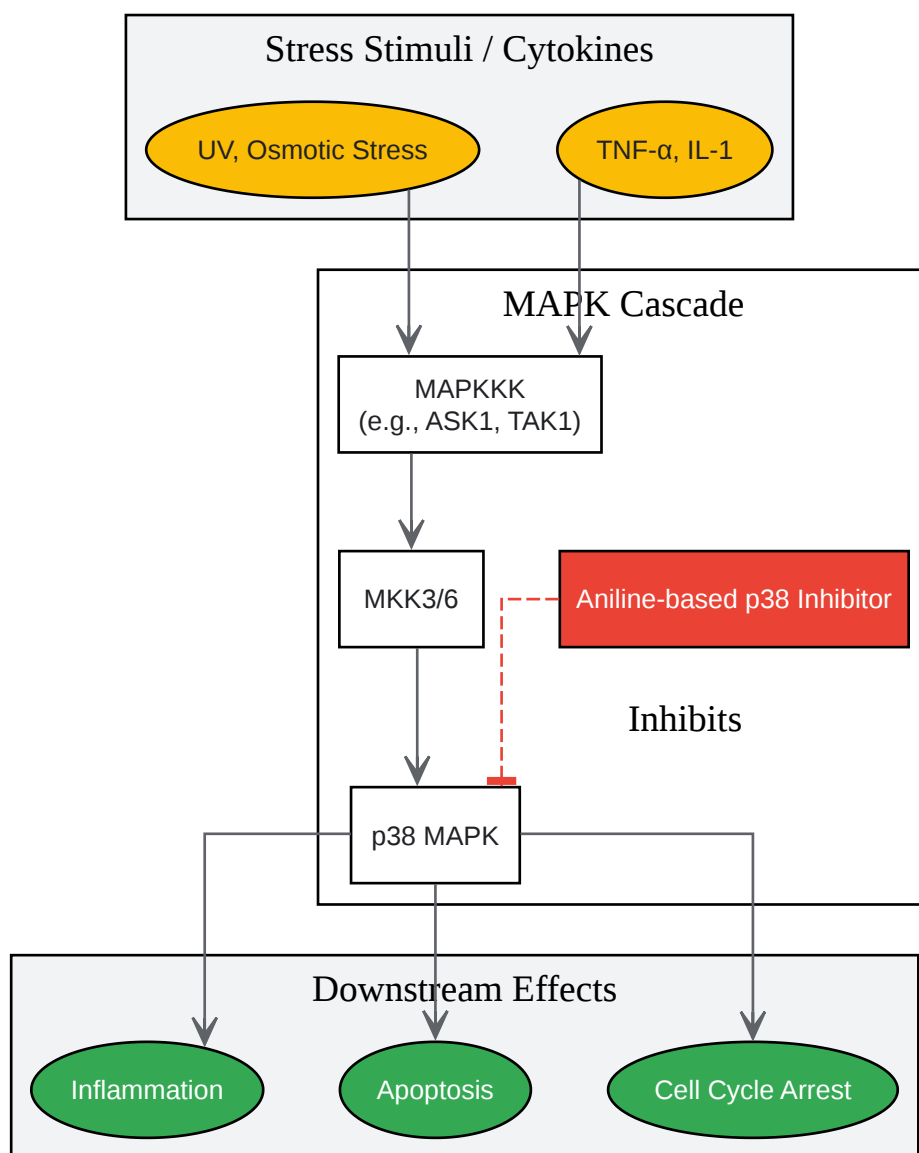 Stress Stimuli / Cytokines
UV, Osmotic Stress
TNF-α, IL-1
MAPK Cascade
MAPKKK
(e.g., ASK1, TAK1)
MKK3/6
Aniline-based p38 Inhibitor
Inhibits
p38 MAPK
Downstream Effects
Inflammation
Apoptosis
Cell Cycle Arrest